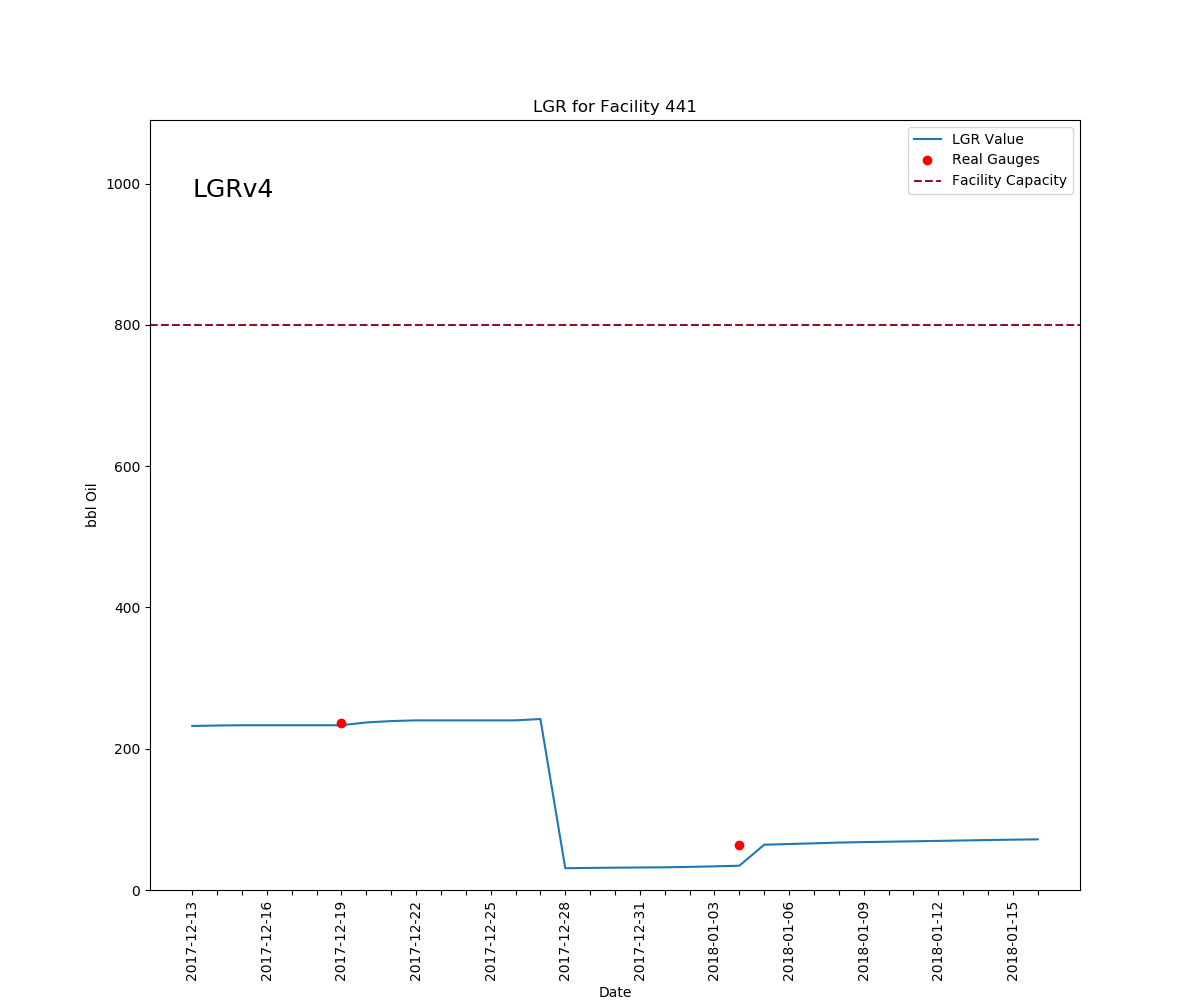 LGR for Facility 441
LGRv4
LGR Value
Real Gauges
Facility Capacity
1000
800
600
400
200
0
bbl Oil
2017-12-13
2017-12-16
2017-12-19
2017-12-22
2017-12-25
2017-12-28
2017-12-31
2018-01-03
2018-01-06
2018-01-09
2018-01-12
2018-01-15
Date